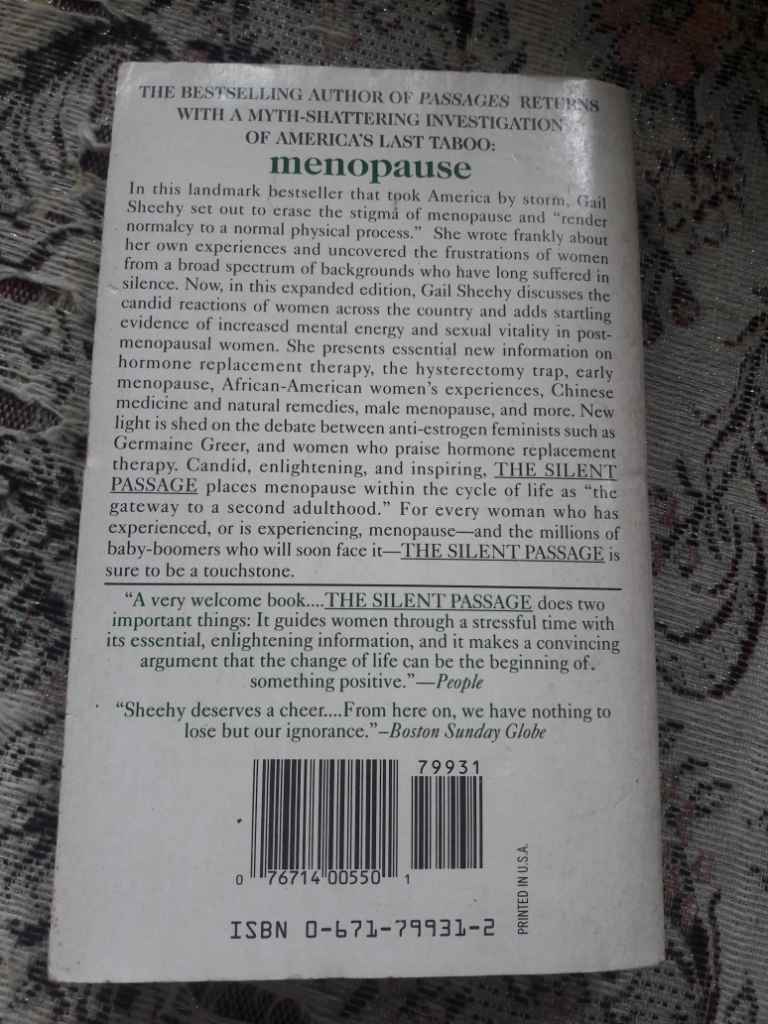 THE BESTSELLING AUTHOR OF PASSAGES RETURNS
WITH A MYTH-SHATTERING INVESTIGATION
OF AMERICA'S LAST TABOO:
menopause
In this landmark bestseller that took America by storm, Gail
Sheehy set out to erase the stigma of menopause and "render
normalcy to a normal physical process." She wrote frankly about
her own experiences and uncovered the frustrations of women
from a broad spectrum of backgrounds who have long suffered in
silence. Now, in this expanded edition, Gail Sheehy discusses the
candid reactions of women across the country and adds startling
evidence of increased mental energy and sexual vitality in post-
menopausal women. She presents essential new information on
hormone replacement therapy, the hysterectomy trap, early
menopause, African-American women's experiences, Chinese
medicine and natural remedies, male menopause, and more. New
light is shed on the debate between anti-estrogen feminists such as
Germaine Greer, and women who praise hormone replacement
therapy. Candid, enlightening, and inspiring, THE SILENT
PASSAGE places menopause within the cycle of life as "the
gateway to a second adulthood." For every woman who has
experienced, or is experiencing, menopause—and the millions of
baby-boomers who will soon face it—THE SILENT PASSAGE is
sure to be a touchstone.
"A very welcome book....THE SILENT PASSAGE does two
important things: It guides women through a stressful time with
its essential, enlightening information, and it makes a convincing
argument that the change of life can be the beginning of
something positive."—People
"Sheehy deserves a cheer....From here on, we have nothing to
lose but our ignorance."–Boston Sunday Globe
79931
0 76714 00550 1
ISBN 0-671-79931-2
PRINTED IN U.S.A.